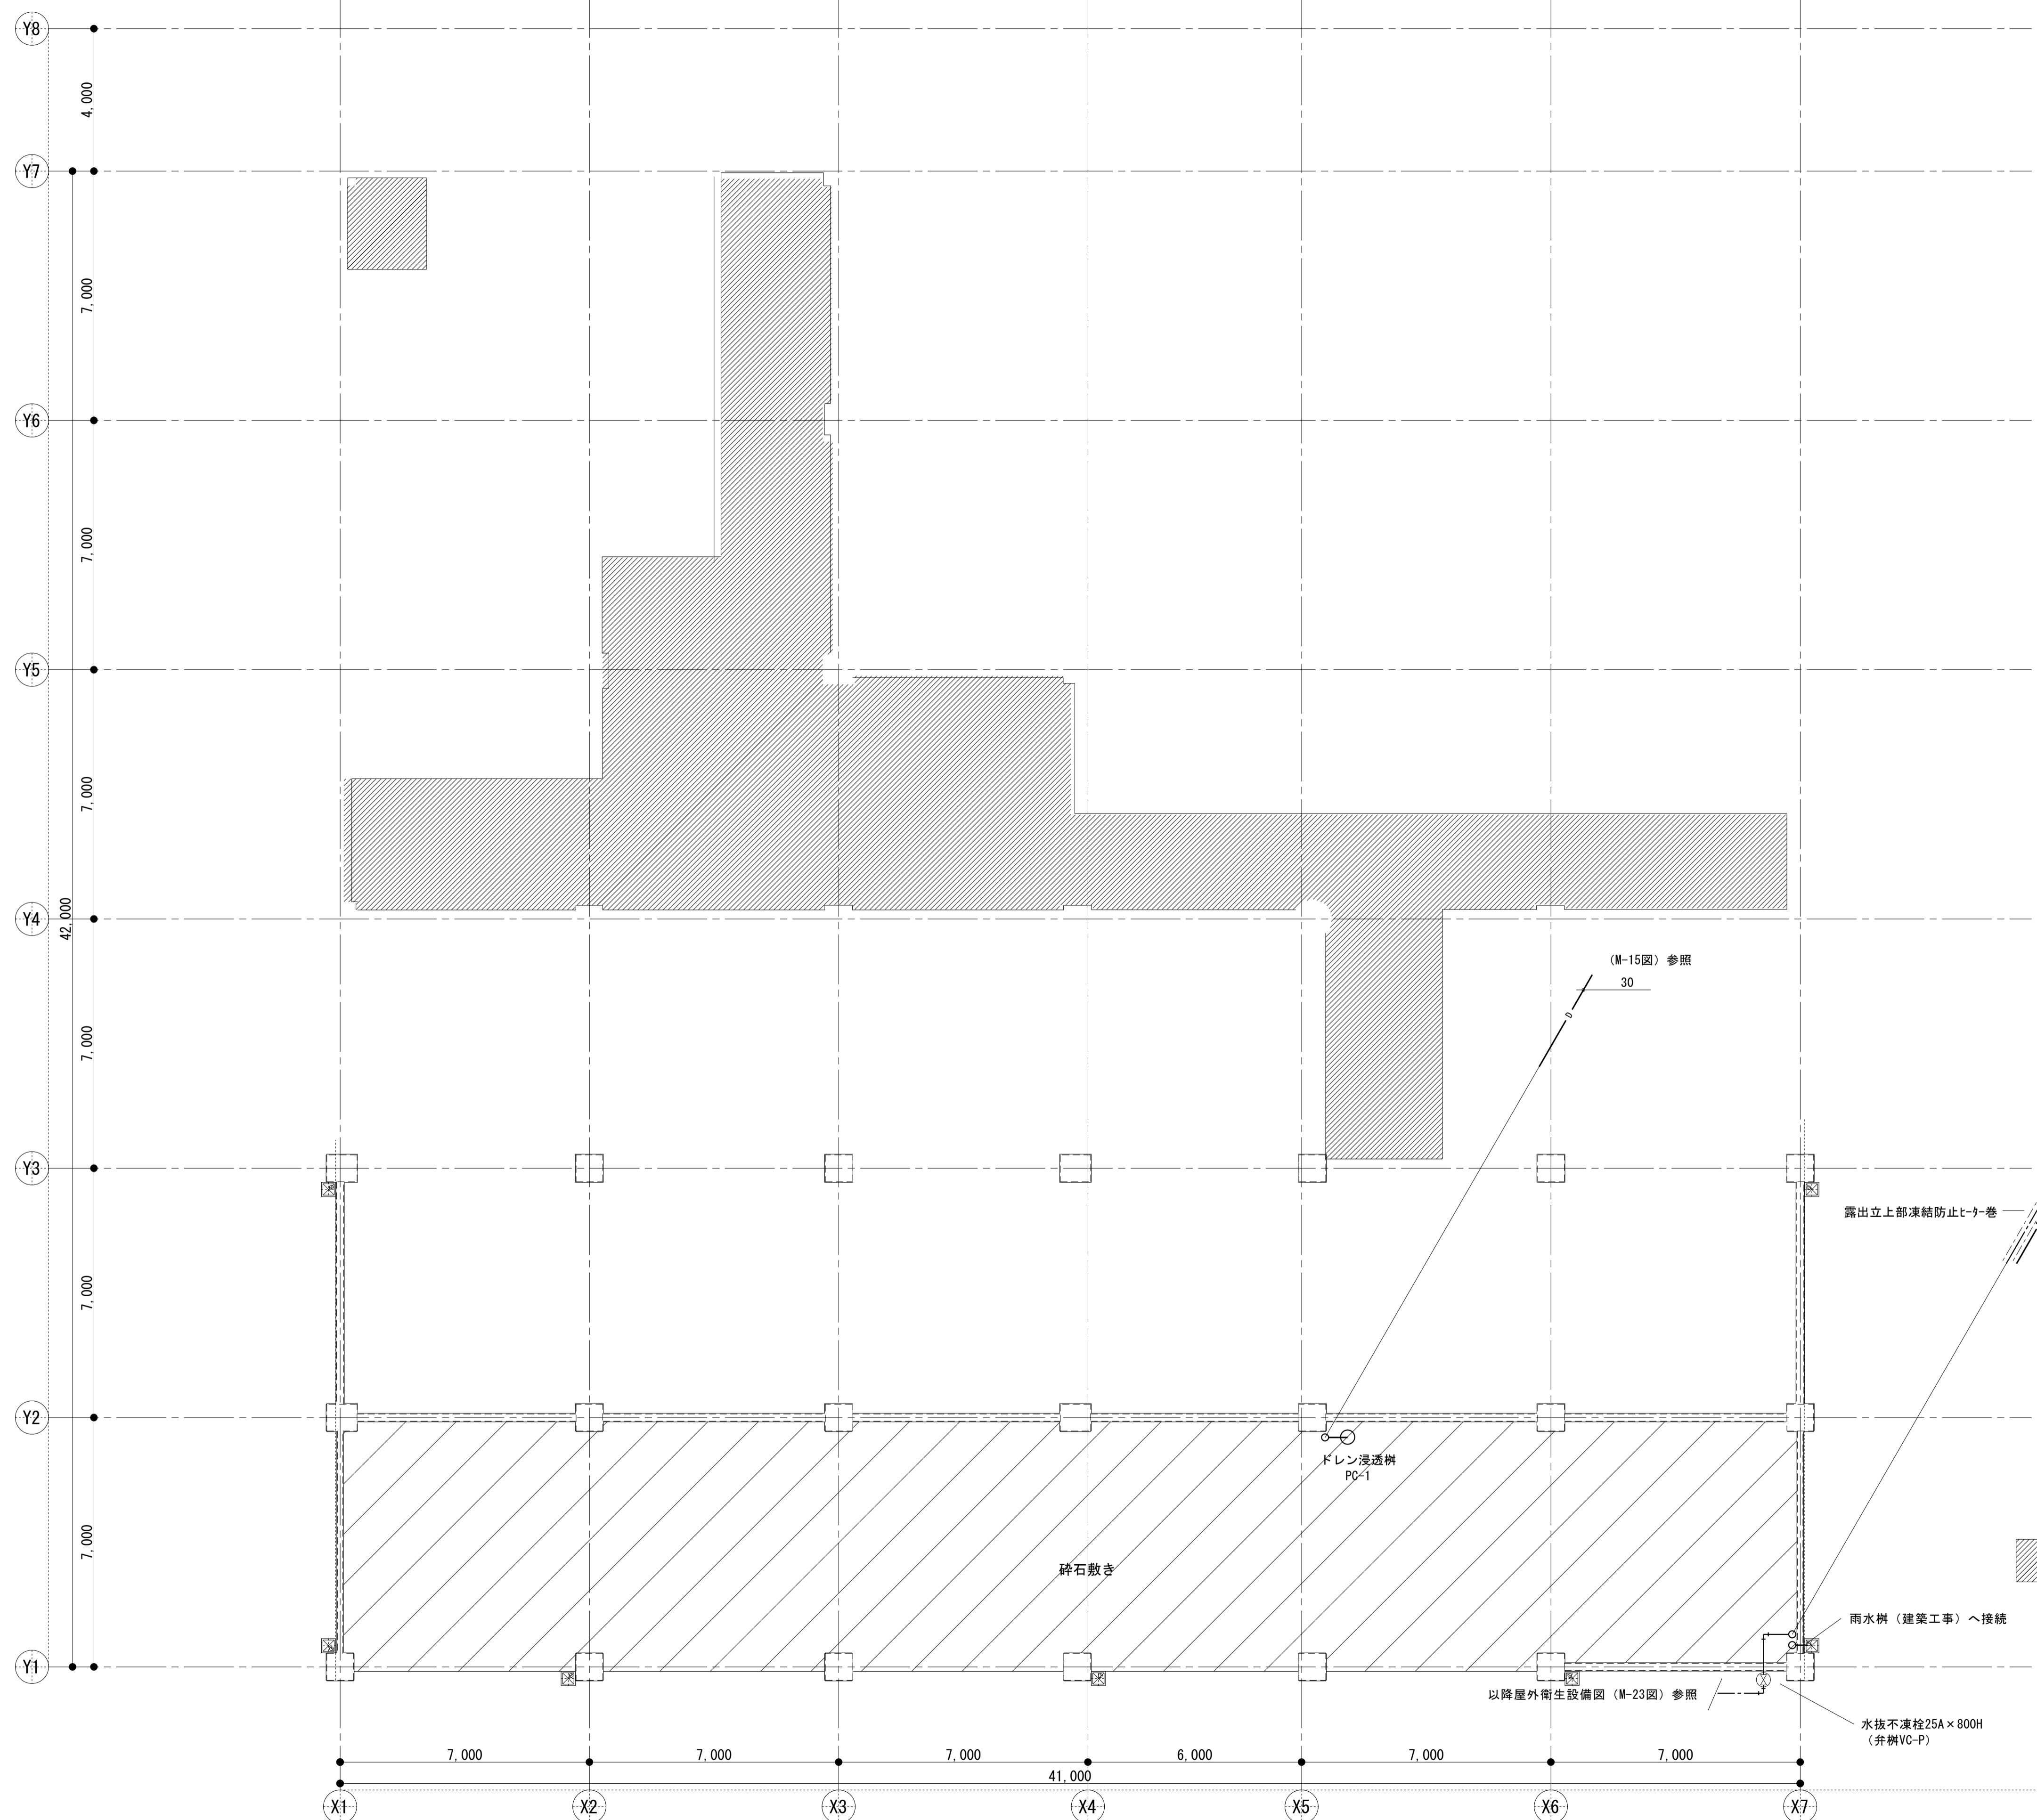 Y8
4,000
Y7
7,000
Y6
7,000
Y5
7,000
Y4
42,000
(M-15図) 参照
30
D
7,000
Y3
露出立上部凍結防止ﾋｰﾀｰ巻
7,000
Y2
ドレン浸透桝
PC-1
7,000
砕石敷き
雨水桝（建築工事）へ接続
Y1
以降屋外衛生設備図（M-23図）参照
水抜不凍栓25A×800H
（弁桝VC-P）
7,000
7,000
7,000
6,000
7,000
7,000
41,000
X1
X2
X3
X4
X5
X6
X7